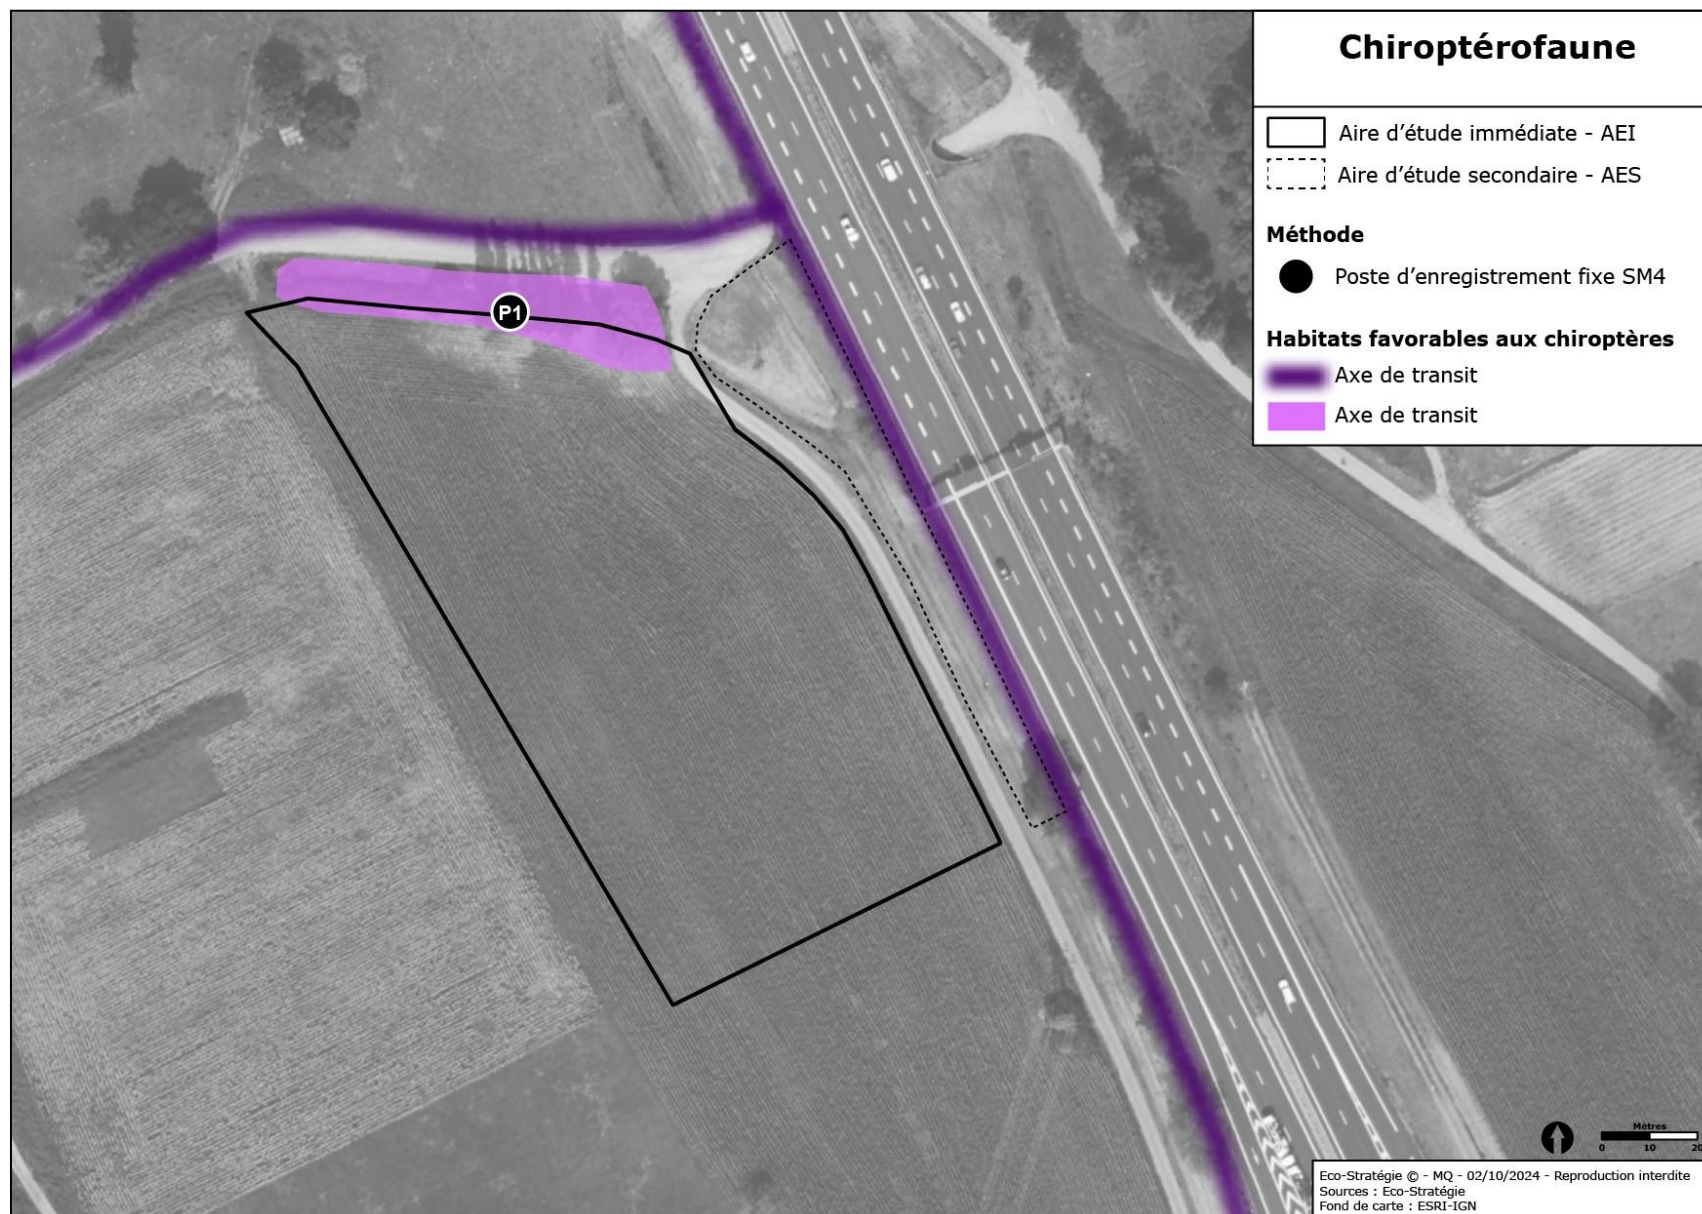 Chiroptérofaune
Aire d'étude immédiate - AEI
Aire d'étude secondaire - AES
Méthode
Poste d'enregistrement fixe SM4
Habitats favorables aux chiroptères
Axe de transit
Axe de transit
P1
Mètres
0 10 20
Eco-Stratégie © - MQ - 02/10/2024 - Reproduction interdite
Sources : Eco-Stratégie
Fond de carte : ESRI-IGN